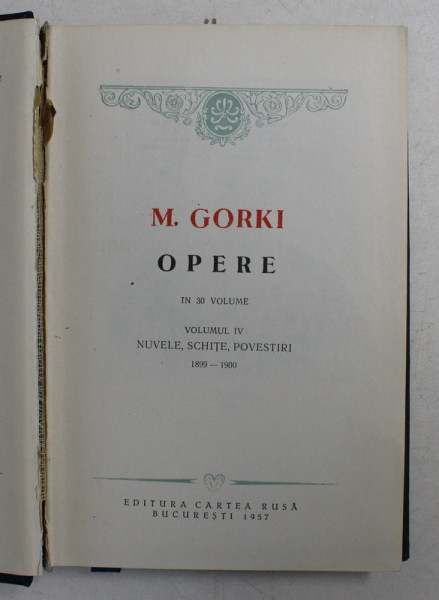 M. GORKI
OPERE
IN 30 VOLUME
VOLUMUL IV
NUVELE, SCHIȚE, POVESTIRI
1899 — 1900
EDITURA CARTEA RUSĂ
BUCUREȘTI 1957